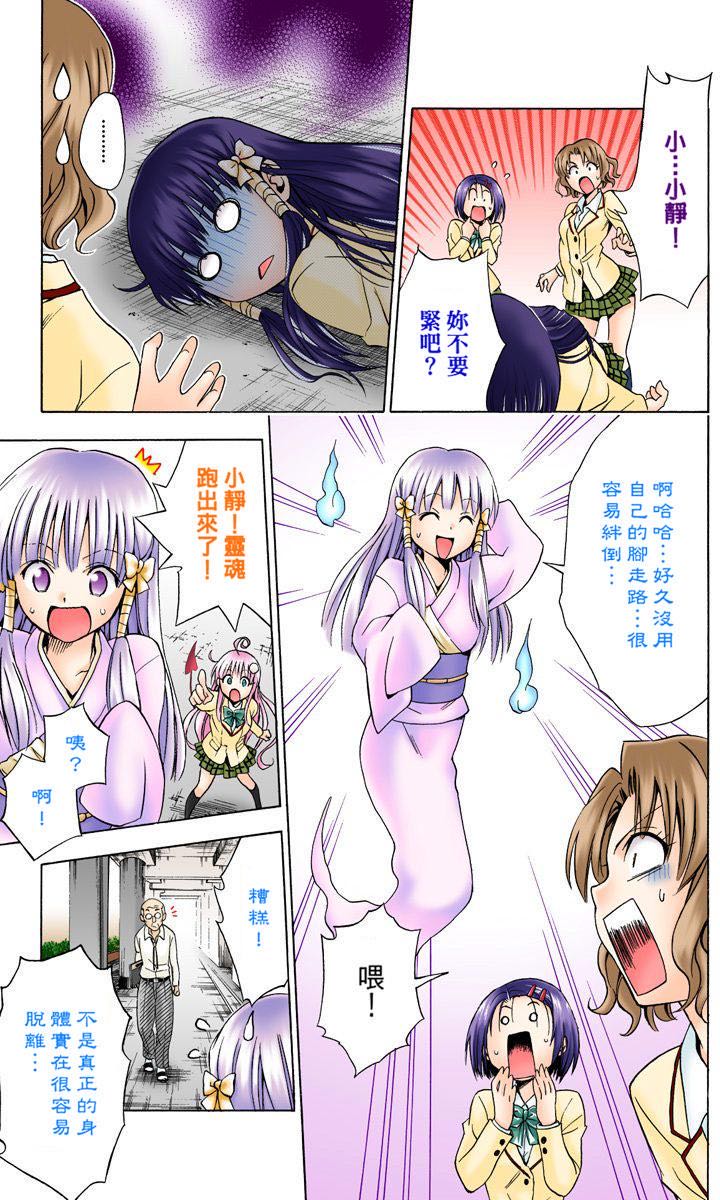 小…小靜！
妳不要
緊吧？
………
啊哈哈…好久沒用
自己的腳走路…很
容易絆倒…
喂！
小靜！靈魂
跑出來了！
咦？
啊！
糟糕！
不是真正的身
體實在很容易
脫離…